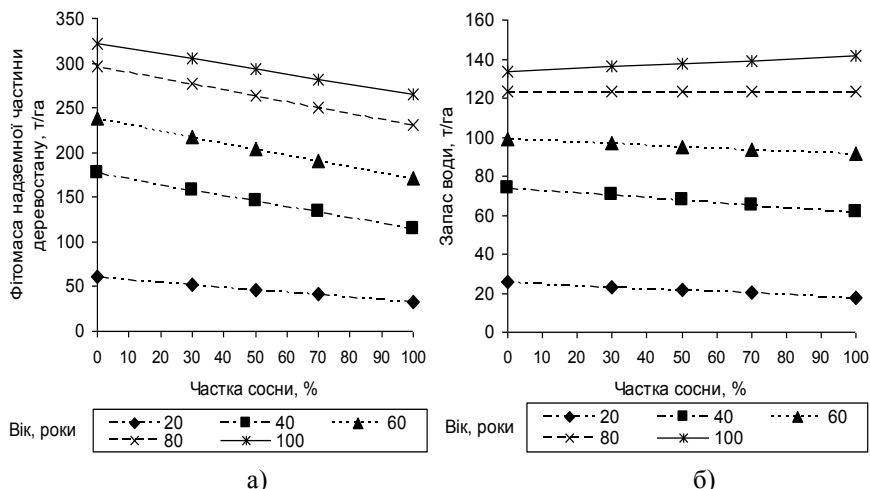 Фітомаса надземної частини
деревостану, т/га
350
300
250
200
150
100
50
0
0 10 20 30 40 50 60 70 80 90 100
Частка сосни, %
Вік, роки
20 40 60
80 100
а)
Запас води, т/га
160
140
120
100
80
60
40
20
0
0 10 20 30 40 50 60 70 80 90 100
Частка сосни, %
Вік, роки
20 40 60
80 100
б)